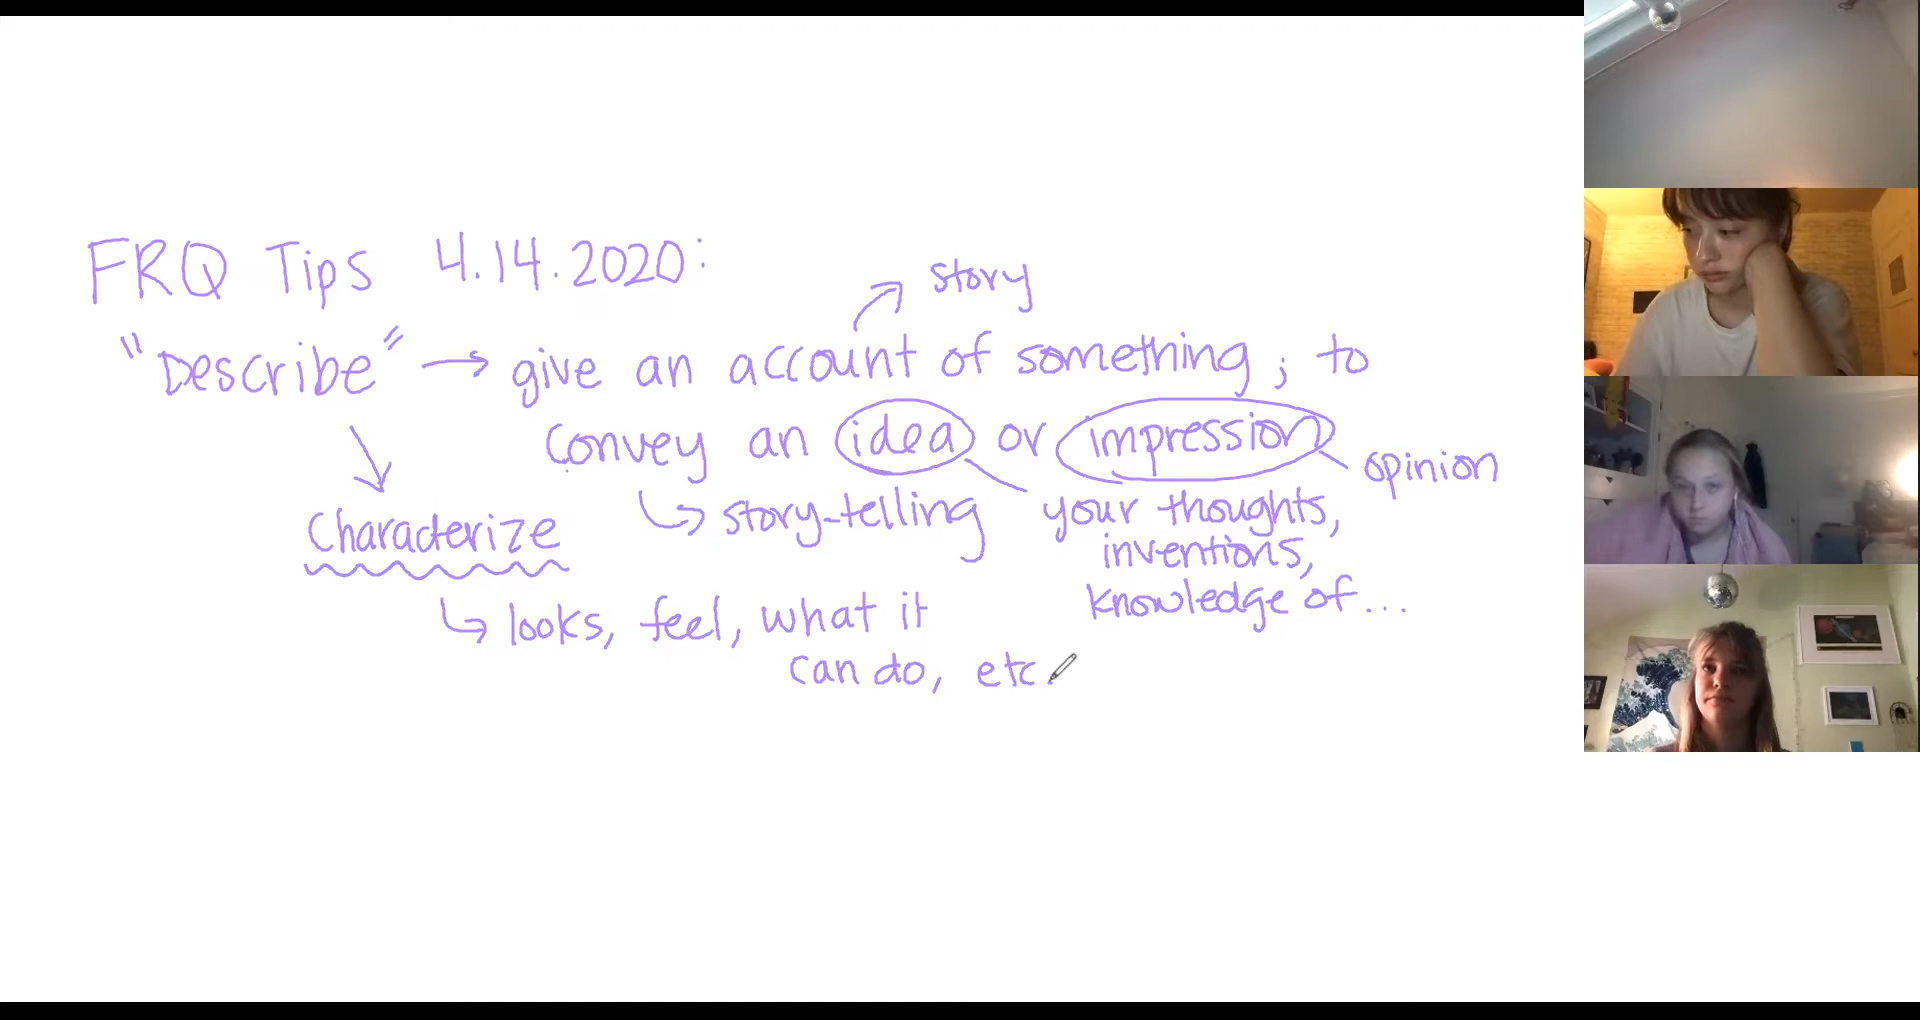 FRQ Tips 4.14.2020:
story
"Describe" → give an account of something; to
convey an idea or impression
opinion
characterize
↳ story-telling
your thoughts,
inventions,
knowledge of...
↳ looks, feel, what it
can do, etc.